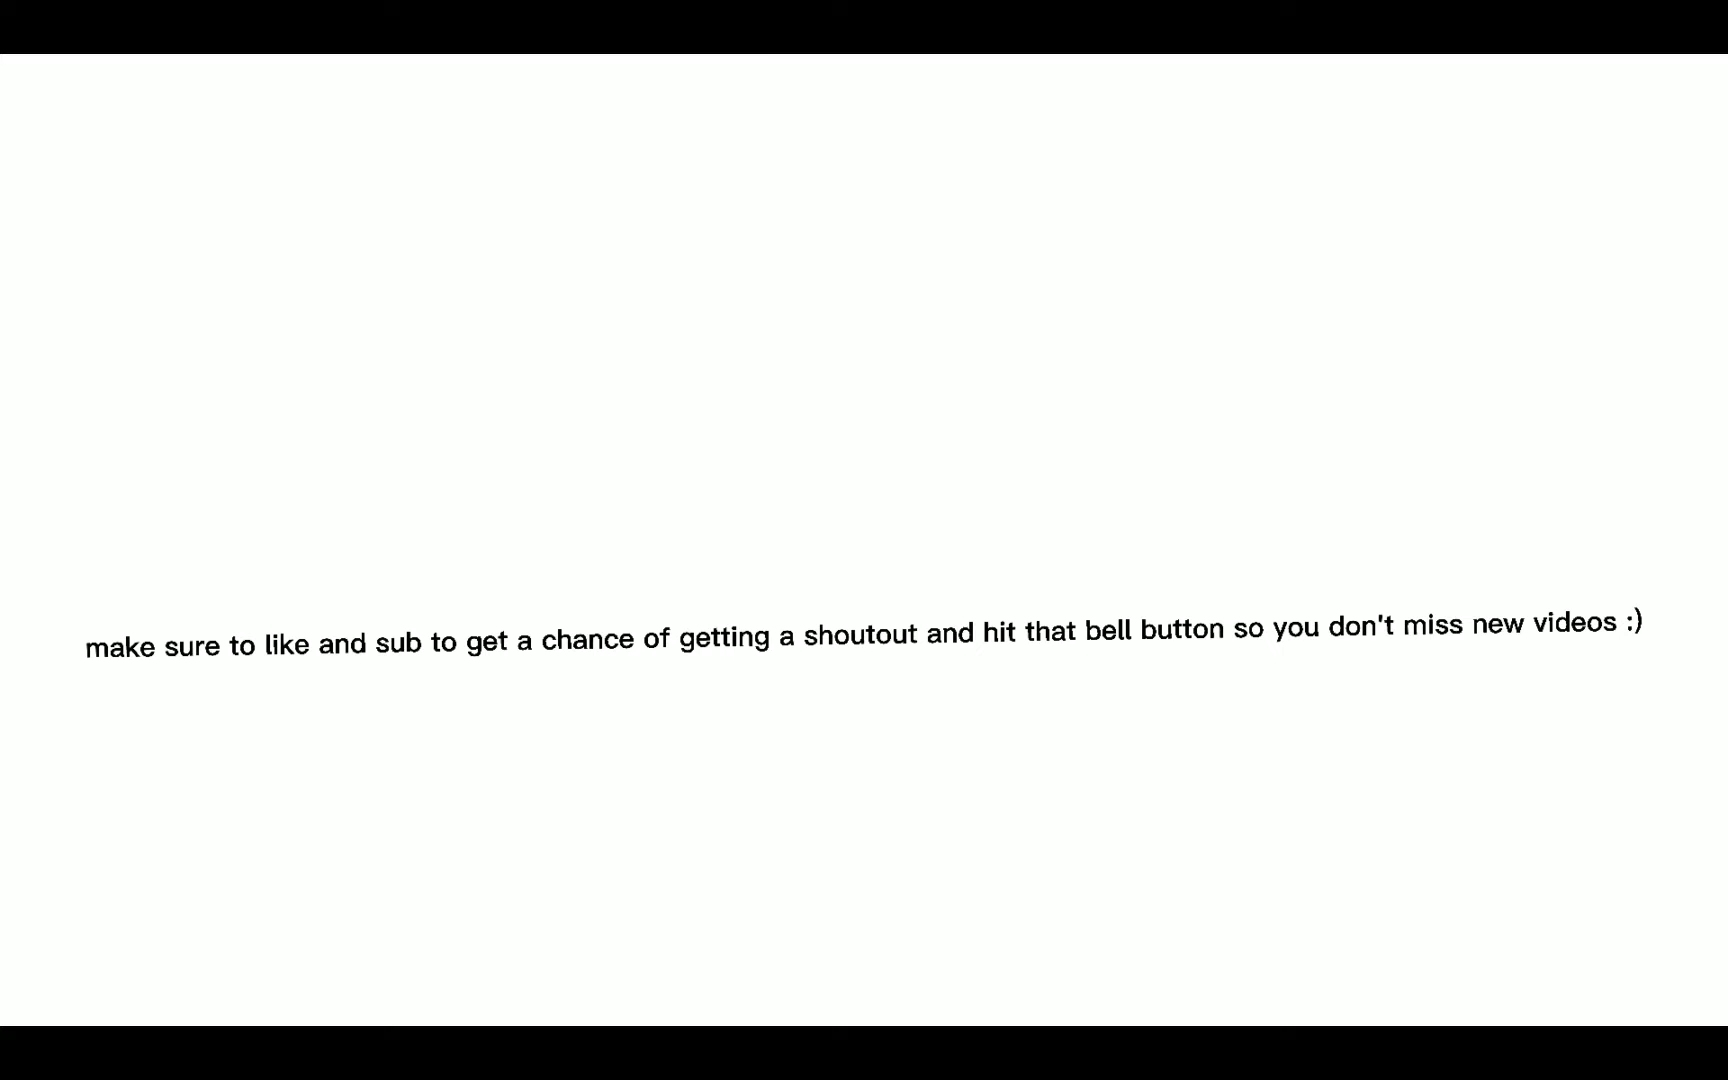 make sure to like and sub to get a chance of getting a shoutout and hit that bell button so you don't miss new videos :)